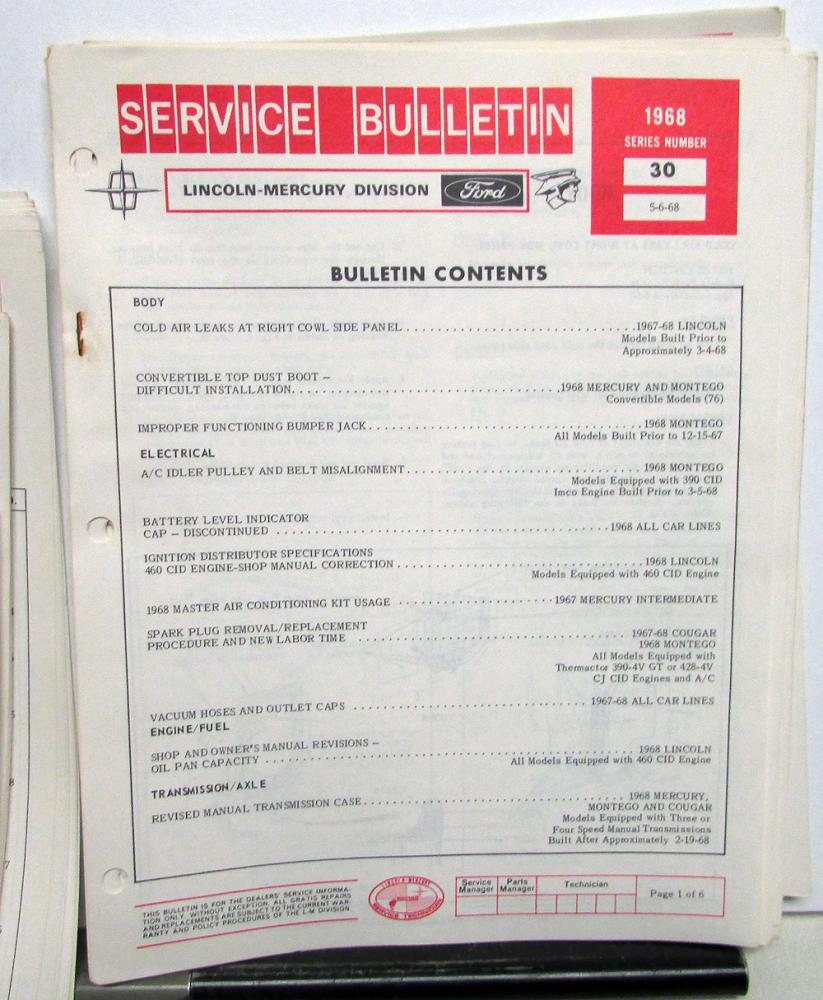 SERVICE BULLETIN
1968
SERIES NUMBER
30
5-6-68
LINCOLN-MERCURY DIVISION Ford
BULLETIN CONTENTS
BODY
COLD AIR LEAKS AT RIGHT COWL SIDE PANEL . . . . . . . . . . . . . . . . . . . . . . . . . . . . .1967-68 LINCOLN
Models Built Prior to
Approximately 3-4-68
CONVERTIBLE TOP DUST BOOT –
DIFFICULT INSTALLATION. . . . . . . . . . . . . . . . . . . . . . . . . . . . . . . . . .1968 MERCURY AND MONTEGO
Convertible Models (76)
IMPROPER FUNCTIONING BUMPER JACK. . . . . . . . . . . . . . . . . . . . . . . . . . . . . . . . . . .1968 MONTEGO
All Models Built Prior to 12-15-67
ELECTRICAL
A/C IDLER PULLEY AND BELT MISALIGNMENT. . . . . . . . . . . . . . . . . . . . . . . . . . . . . . 1968 MONTEGO
Models Equipped with 390 CID
Imco Engine Built Prior to 3-5-68
BATTERY LEVEL INDICATOR
CAP – DISCONTINUED . . . . . . . . . . . . . . . . . . . . . . . . . . . . . . . . . . . . . . . . . .1968 ALL CAR LINES
IGNITION DISTRIBUTOR SPECIFICATIONS
460 CID ENGINE-SHOP MANUAL CORRECTION . . . . . . . . . . . . . . . . . . . . . . . . . . . . . . .1968 LINCOLN
Models Equipped with 460 CID Engine
1968 MASTER AIR CONDITIONING KIT USAGE . . . . . . . . . . . . . . . . . . . .1967 MERCURY INTERMEDIATE
SPARK PLUG REMOVAL/REPLACEMENT
PROCEDURE AND NEW LABOR TIME . . . . . . . . . . . . . . . . . . . . . . . . . . . . . . . . . . 1967-68 COUGAR
1968 MONTEGO
All Models Equipped with
Thermactor 390-4V GT or 428-4V
CJ CID Engines and A/C
VACUUM HOSES AND OUTLET CAPS . . . . . . . . . . . . . . . . . . . . . . . . . . . . . . 1967-68 ALL CAR LINES
ENGINE/FUEL
SHOP AND OWNER'S MANUAL REVISIONS –
OIL PAN CAPACITY . . . . . . . . . . . . . . . . . . . . . . . . . . . . . . . . . . . . . . . . . . . . . . 1968 LINCOLN
All Models Equipped with 460 CID Engine
TRANSMISSION/AXLE
REVISED MANUAL TRANSMISSION CASE. . . . . . . . . . . . . . . . . . . . . . . . . . . . . . . . . 1968 MERCURY,
MONTEGO AND COUGAR
Models Equipped with Three or
Four Speed Manual Transmissions
Built After Approximately 2-19-68
THIS BULLETIN IS FOR THE DEALERS' SERVICE INFORMA-
TION ONLY. WITHOUT EXCEPTION, ALL GRATIS REPAIRS
AND REPLACEMENTS ARE SUBJECT TO THE CURRENT WAR-
RANTY AND POLICY PROCEDURES OF THE L-M DIVISION.
LINCOLN MERCURY
Service Manager
Parts Manager
Technician
Page 1 of 6